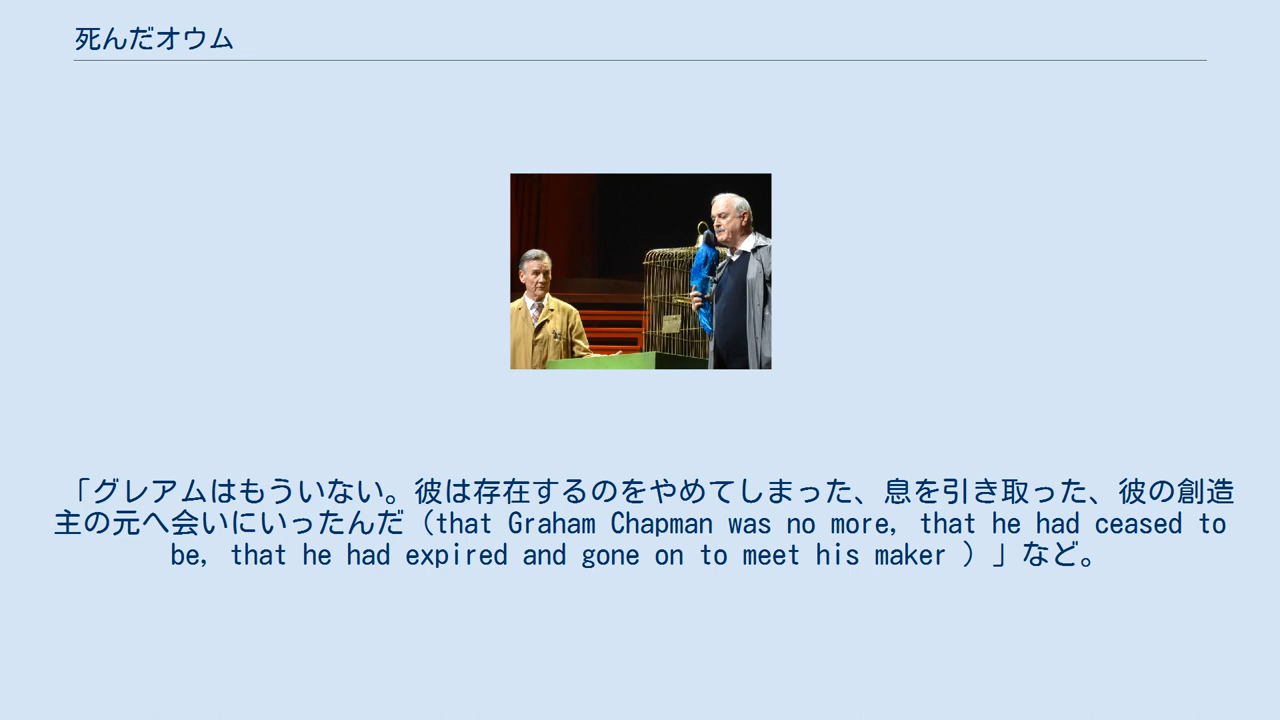 死んだオウム
「グレアムはもういない。彼は存在するのをやめてしまった、息を引き取った、彼の創造
主の元へ会いにいったんだ（that Graham Chapman was no more, that he had ceased to
be, that he had expired and gone on to meet his maker ）」など。